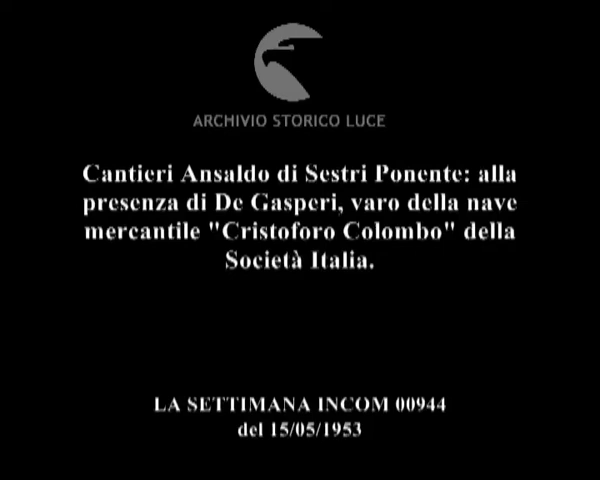 ARCHIVIO STORICO LUCE
Cantieri Ansaldo di Sestri Ponente: alla
presenza di De Gasperi, varo della nave
mercantile "Cristoforo Colombo" della
Società Italia.
LA SETTIMANA INCOM 00944
del 15/05/1953